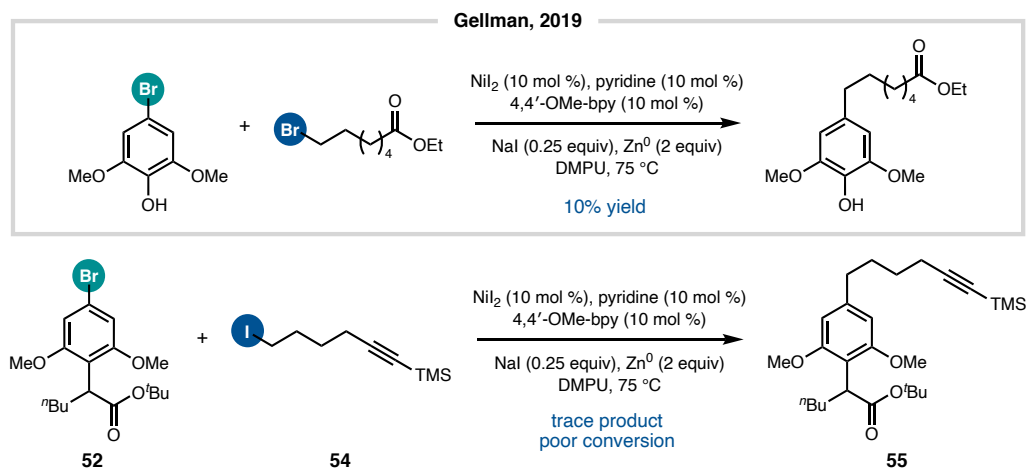 Gellman, 2019
Br
MeO
OMe
OH
+
Br
4
O
OEt
NiI2 (10 mol %), pyridine (10 mol %)
4,4′-OMe-bpy (10 mol %)
NaI (0.25 equiv), Zn0 (2 equiv)
DMPU, 75 °C
10% yield
O
OEt
4
MeO
OMe
OH
Br
MeO
OMe
nBu
OtBu
O
52
+
I
TMS
54
NiI2 (10 mol %), pyridine (10 mol %)
4,4′-OMe-bpy (10 mol %)
NaI (0.25 equiv), Zn0 (2 equiv)
DMPU, 75 °C
trace product
poor conversion
TMS
MeO
OMe
nBu
OtBu
O
55